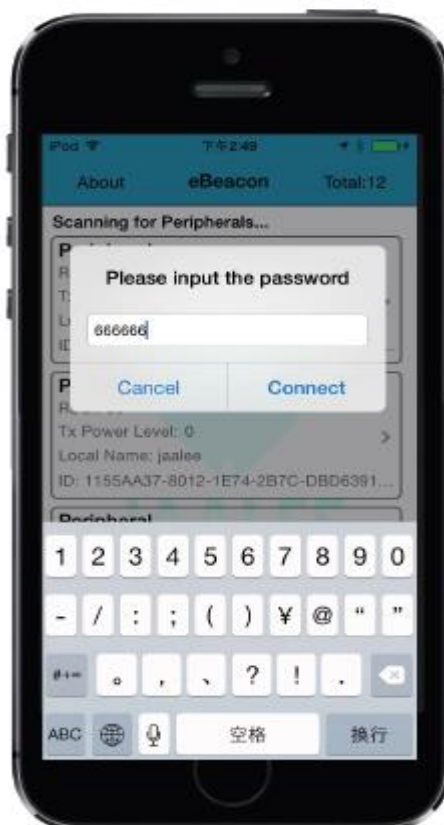 iPod 下午2:49
About eBeacon Total:12
Scanning for Peripherals...
Please input the password
666666
Cancel Connect
Tx Power Level: 0
Local Name: jaalee
ID: 1155AA37-8012-1E74-2B7C-DBD6391...
Peripheral
1 2 3 4 5 6 7 8 9 0
- / : ; ( ) ¥ @ “ ”
#+= 。 , 、 ? ! .
ABC 空格 换行